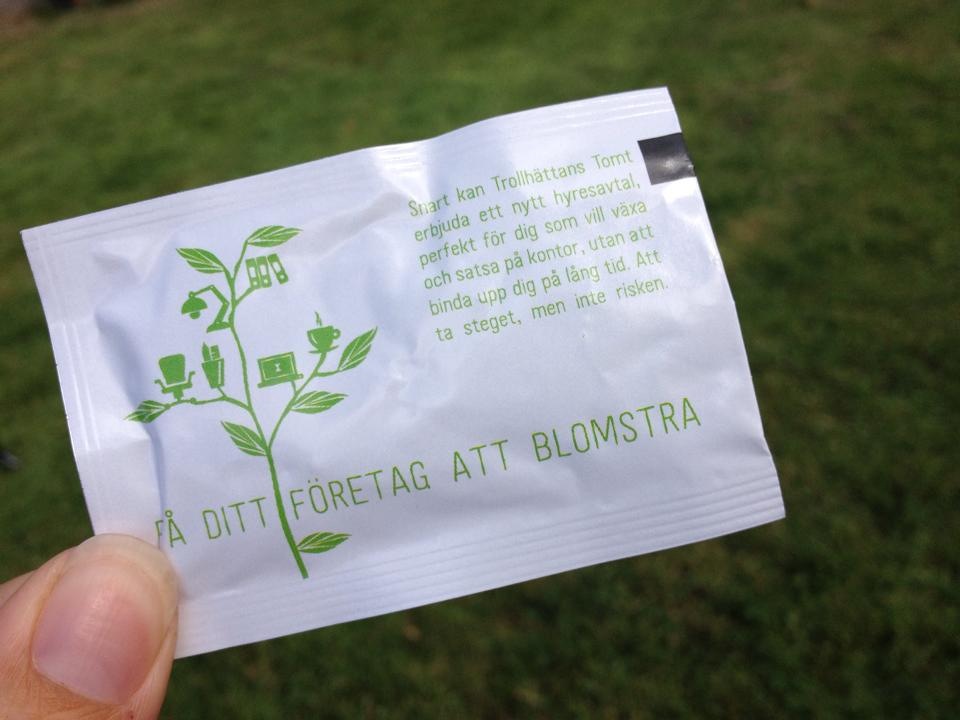 Snart kan Trollhättans Tomt
erbjuda ett nytt hyresavtal,
perfekt för dig som vill växa
och satsa på kontor, utan att
binda upp dig på lång tid. Att
ta steget, men inte risken.
FÅ DITT FÖRETAG ATT BLOMSTRA